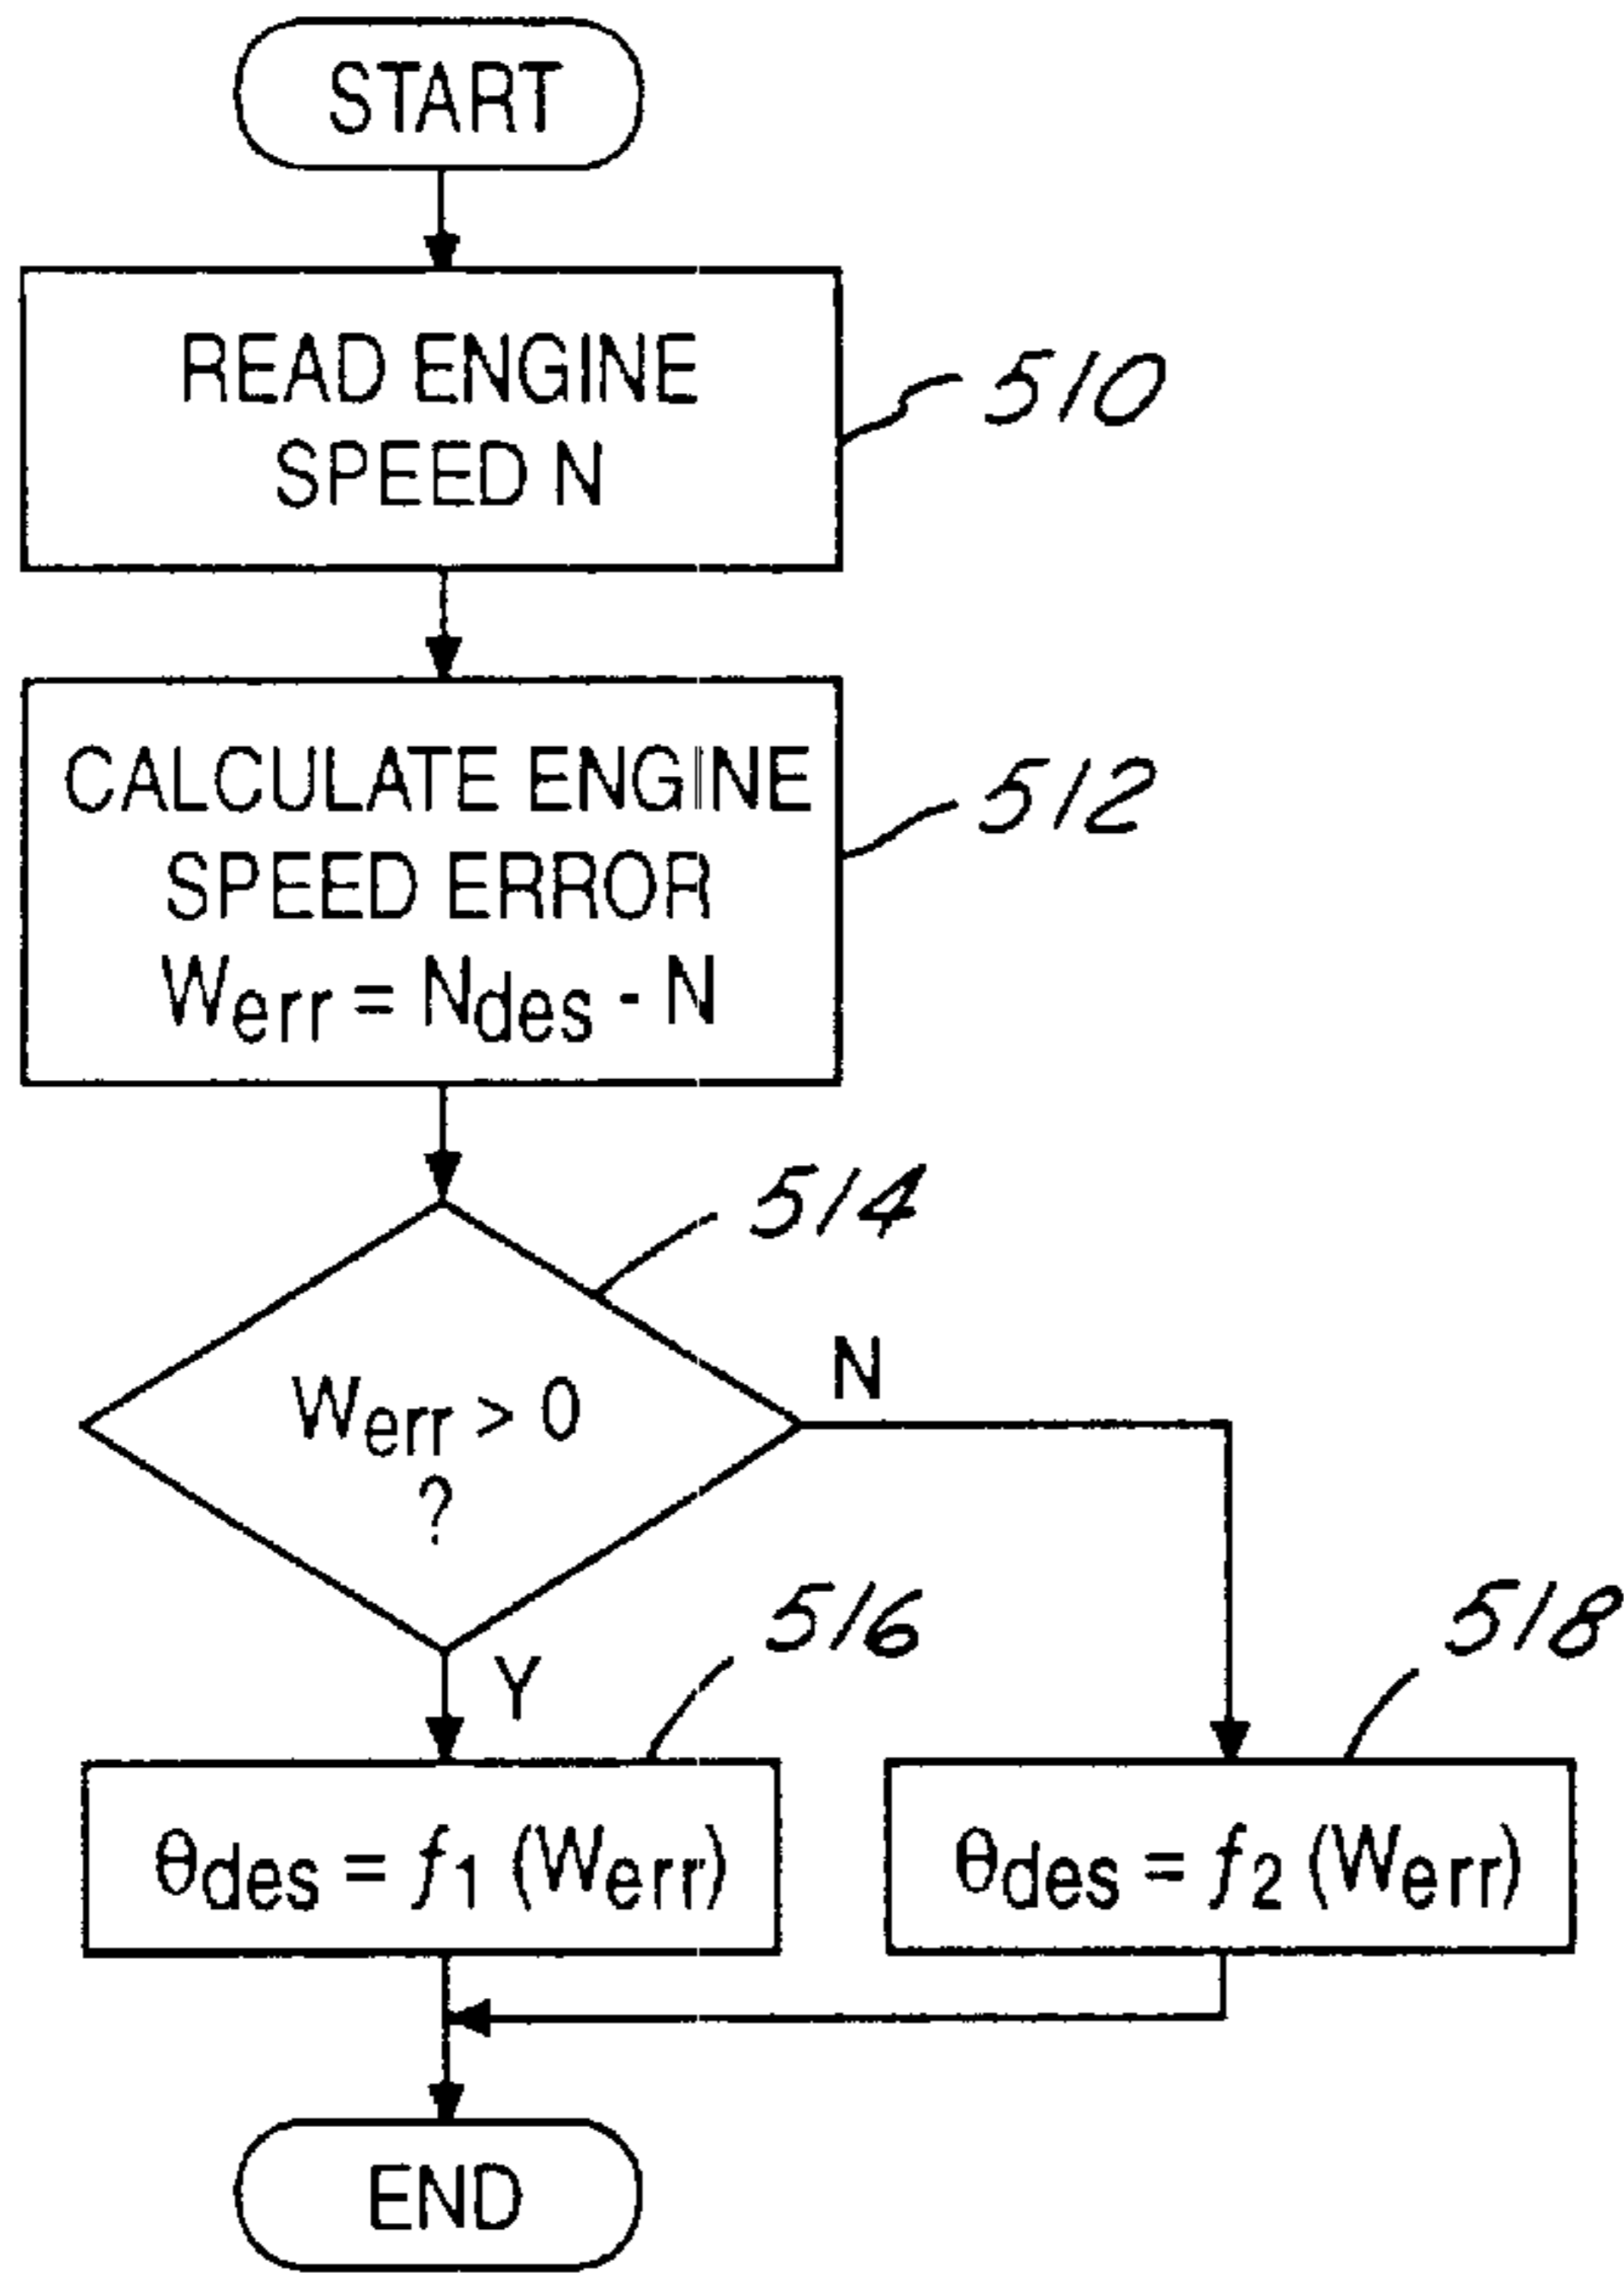 START
READ ENGINE
SPEED N
510
CALCULATE ENGINE
SPEED ERROR
Werr = Ndes - N
512
514
Werr > 0
?
N
Y
516
518
θdes = f1 (Werr)
θdes = f2 (Werr)
END